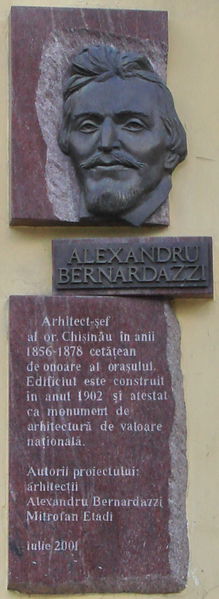 ALEXANDRU
BERNARDAZZI
Arhitect-şef
al or. Chişinău în anii
1856-1878 cetăţean
de onoare al oraşului.
Edificiul este construit
în anut 1902 şi atestat
ca monument de
arhitectură de valoare
naţională.
Autorii proiectului:
arhitecţii
Alexandru Bernardazzi
Mitrofan Eladi
iulie 2001